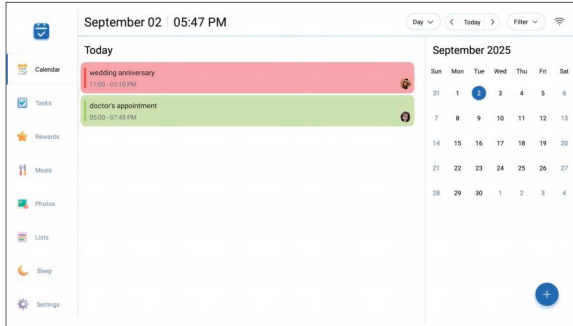 September 02 05:47 PM
Day
Today
Filter
Calendar
Tasks
Rewards
Meals
Photos
Lists
Sleep
Settings
Today
wedding anniversary
11:00 - 03:10 PM
doctor's appointment
05:00 - 07:45 PM
September 2025
Sun Mon Tue Wed Thu Fri Sat
31 1 2 3 4 5 6
7 8 9 10 11 12 13
14 15 16 17 18 19 20
21 22 23 24 25 26 27
28 29 30 1 2 3 4